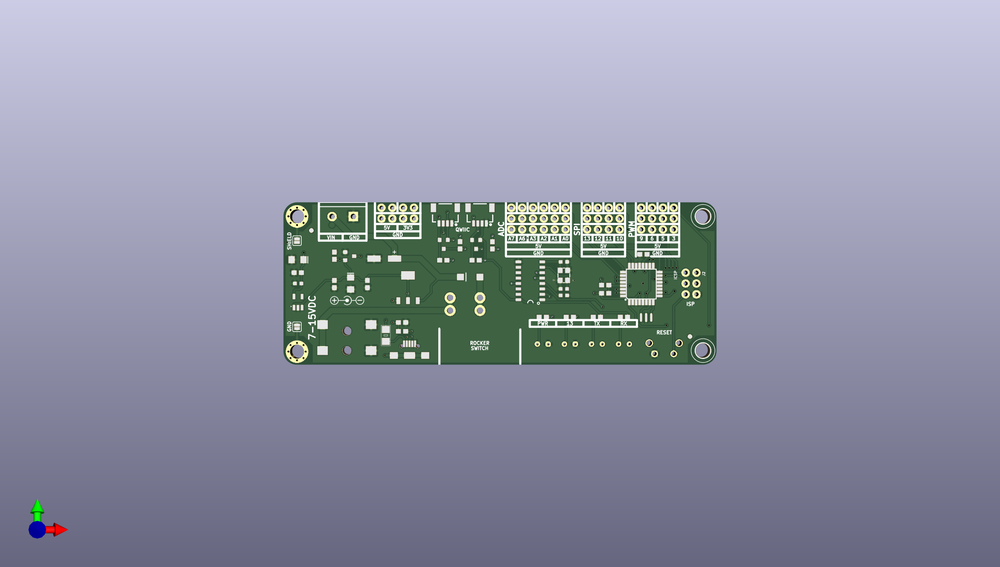 VIN GND
5V 3V3
GND
QWIIC
ADC
A7 A6 A3 A2 A1 A0
5V
GND
SPI
13 12 11 10
5V
GND
PWM
9 6 5 3
5V
GND
SHIELD
GND
7-15VDC
ROCKER
SWITCH
PWR 13 TX RX
ICSP
J2
ISP
RESET